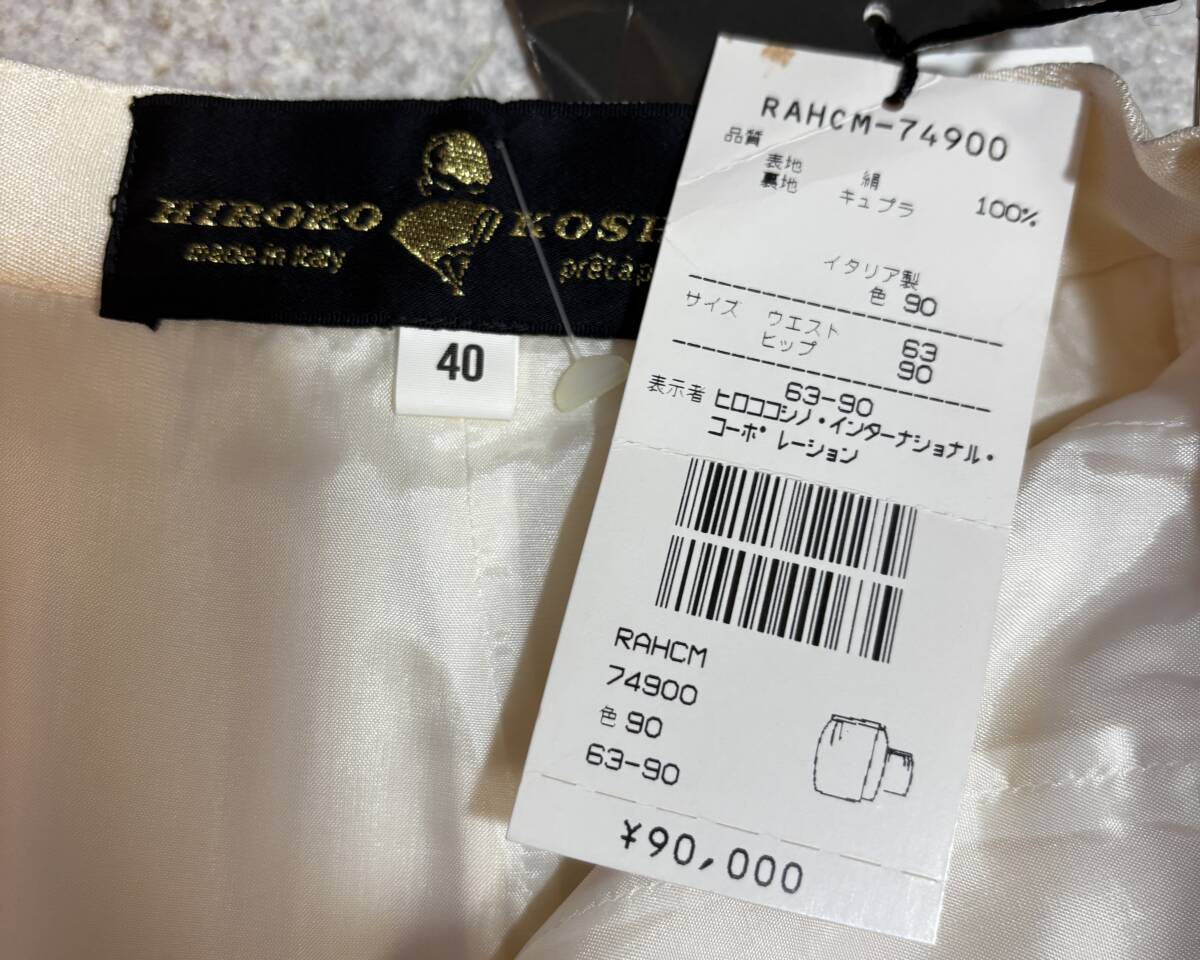 HIROKO KOSH
made in Italy prêt à p
40
RAHCM-74900
品質
表地 絹
裏地 キュプラ 100%
イタリア製
色 90
サイズ ウエスト 63
ヒップ 90
63-90
表示者 ヒロココシノ・インターナショナル・
コーポレーション
RAHCM
74900
色 90
63-90
¥90,000